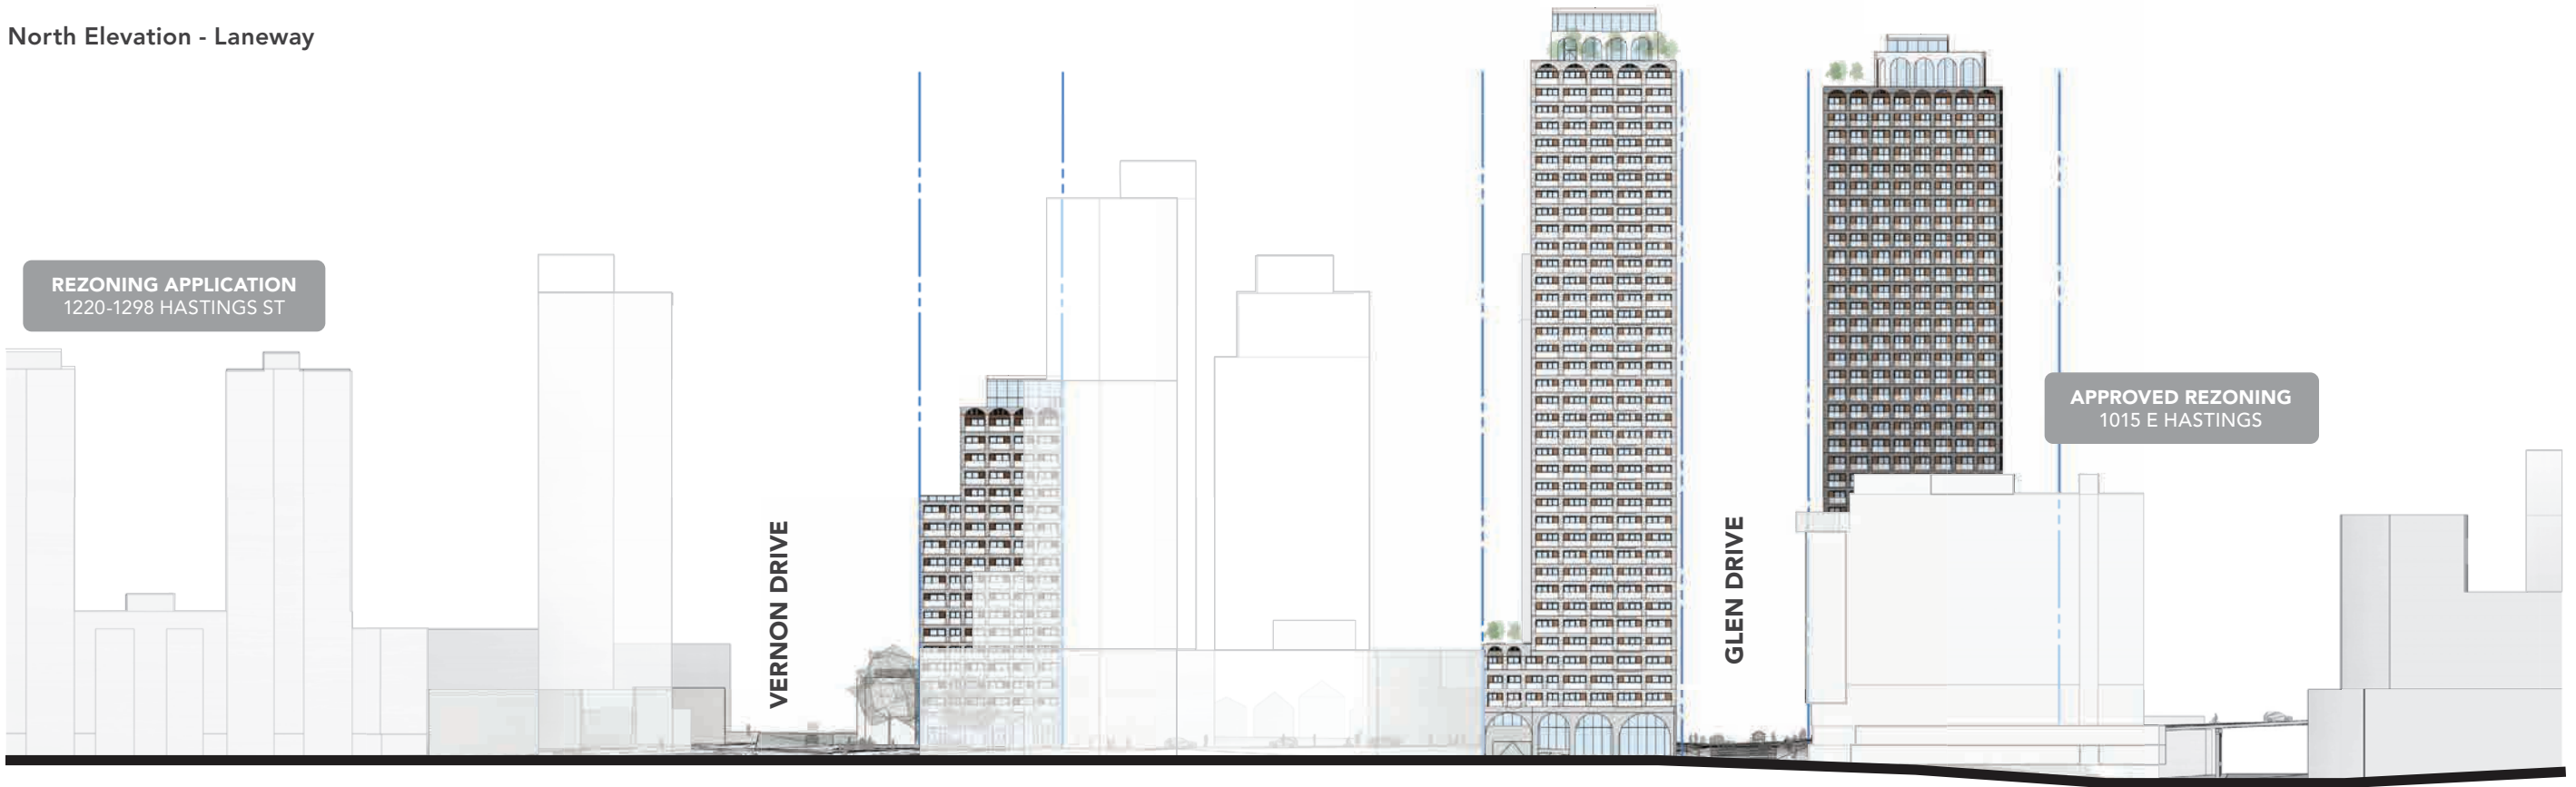 North Elevation - Laneway
REZONING APPLICATION
1220-1298 HASTINGS ST
VERNON DRIVE
GLEN DRIVE
APPROVED REZONING
1015 E HASTINGS